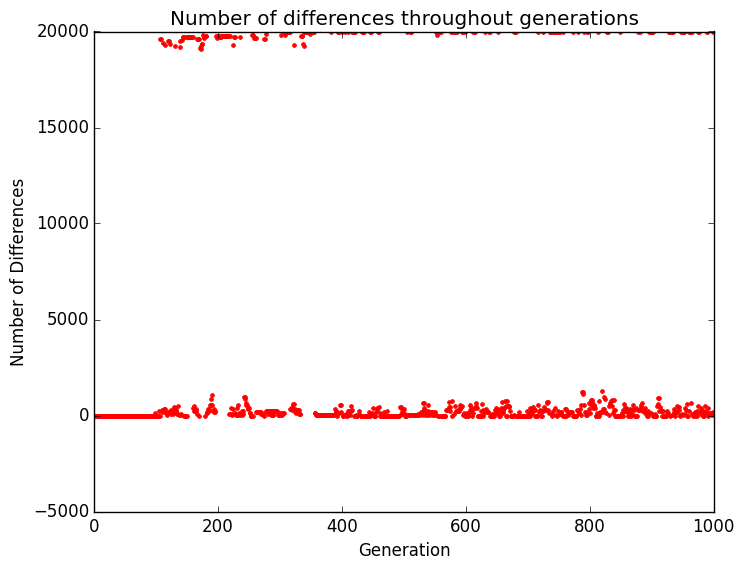 Number of differences throughout generations
20000
15000
10000
5000
0
−5000
Number of Differences
0 200 400 600 800 1000
Generation